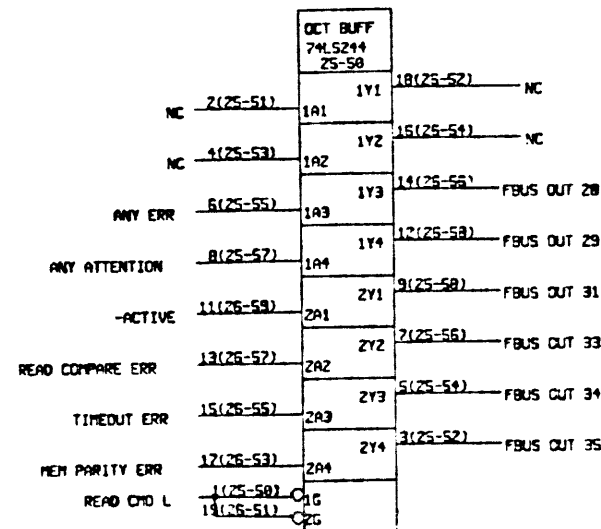 OCT BUFF
74LS244
25-50
18(25-52)
1Y1
NC
NC
2(25-51)
1A1
16(25-54)
1Y2
NC
NC
4(25-53)
1A2
14(25-56)
1Y3
FBUS OUT 28
ANY ERR
6(25-55)
1A3
12(25-58)
1Y4
FBUS OUT 29
ANY ATTENTION
8(25-57)
1A4
9(25-58)
2Y1
FBUS OUT 31
-ACTIVE
11(26-59)
2A1
7(25-56)
2Y2
FBUS OUT 33
READ COMPARE ERR
13(26-57)
2A2
5(25-54)
2Y3
FBUS OUT 34
TIMEOUT ERR
15(26-55)
2A3
3(25-52)
2Y4
FBUS OUT 35
MEM PARITY ERR
17(26-53)
2A4
READ CMD L
1(25-50)
1G
19(26-51)
2G